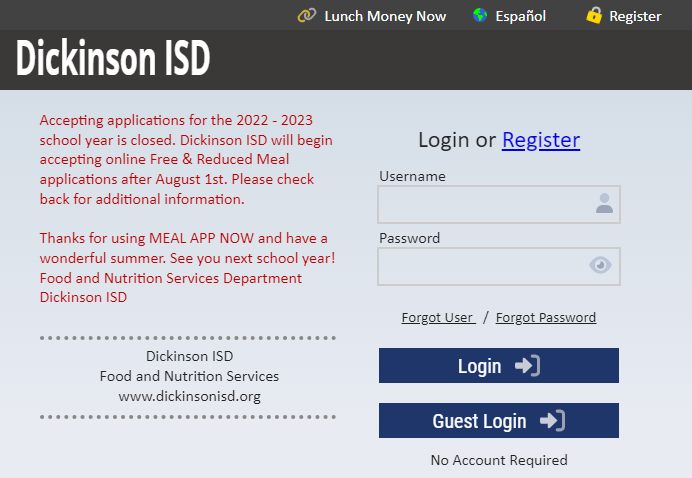 Lunch Money Now Español Register
Dickinson ISD
Accepting applications for the 2022 - 2023
school year is closed. Dickinson ISD will begin
accepting online Free & Reduced Meal
applications after August 1st. Please check
back for additional information.
Thanks for using MEAL APP NOW and have a
wonderful summer. See you next school year!
Food and Nutrition Services Department
Dickinson ISD
Dickinson ISD
Food and Nutrition Services
www.dickinsonisd.org
Login or Register
Username
Password
Forgot User / Forgot Password
Login
Guest Login
No Account Required